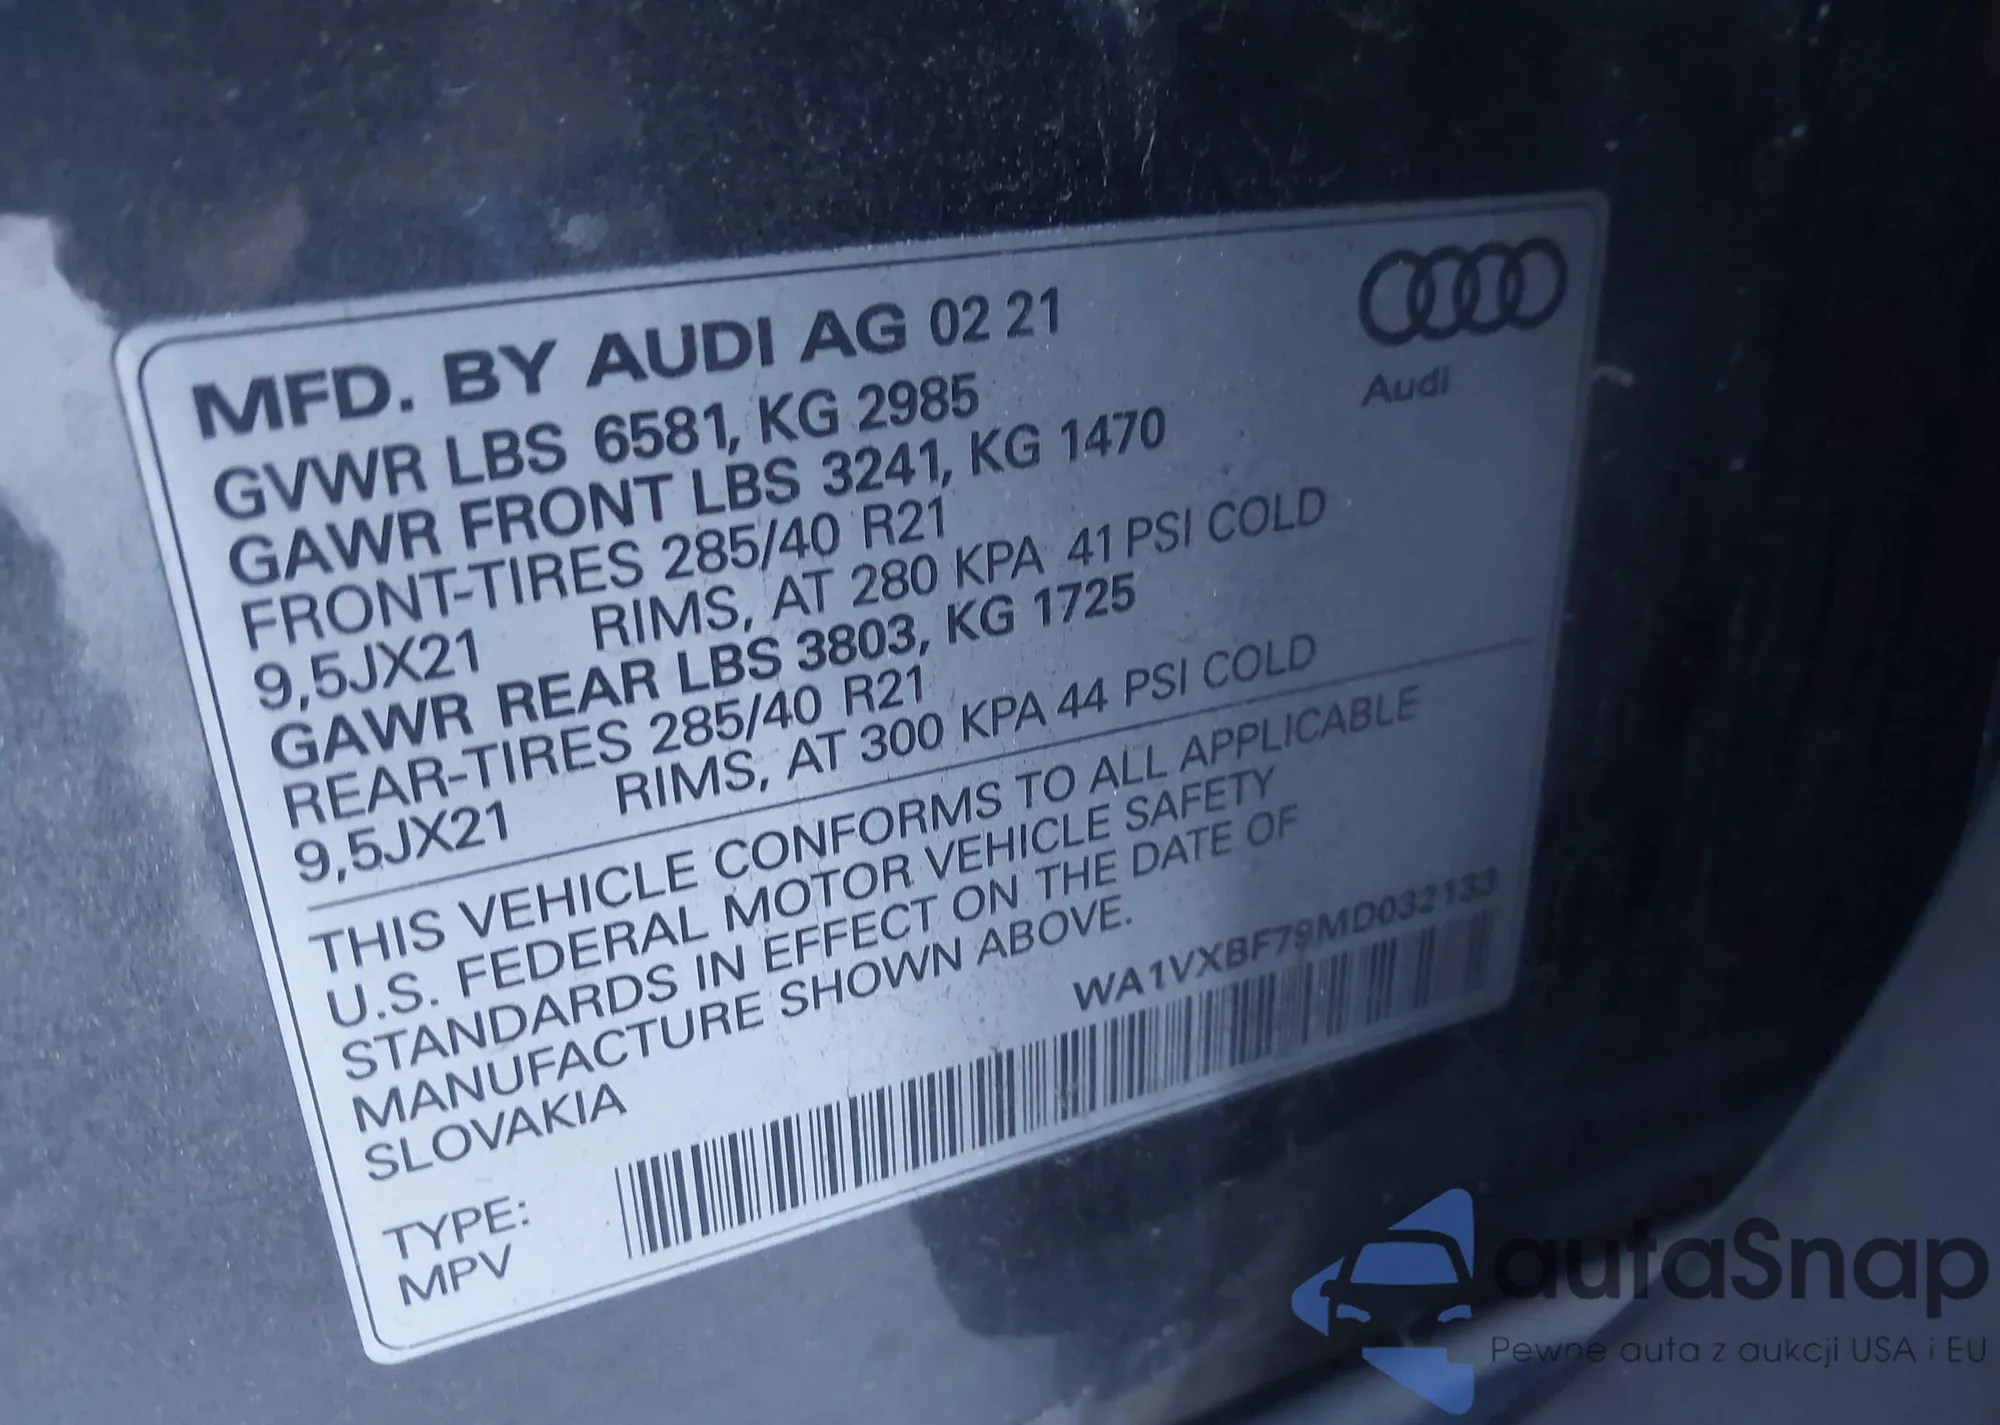 MFD. BY AUDI AG 02 21
Audi
GVWR LBS 6581, KG 2985
GAWR FRONT LBS 3241, KG 1470
FRONT-TIRES 285/40 R21
9,5JX21 RIMS, AT 280 KPA 41 PSI COLD
GAWR REAR LBS 3803, KG 1725
REAR-TIRES 285/40 R21
9,5JX21 RIMS, AT 300 KPA 44 PSI COLD
THIS VEHICLE CONFORMS TO ALL APPLICABLE
U.S. FEDERAL MOTOR VEHICLE SAFETY
STANDARDS IN EFFECT ON THE DATE OF
MANUFACTURE SHOWN ABOVE.
SLOVAKIA
WA1VXBF79MD032133
TYPE:
MPV
autaSnap
Pewne auta z aukcji USA i EU